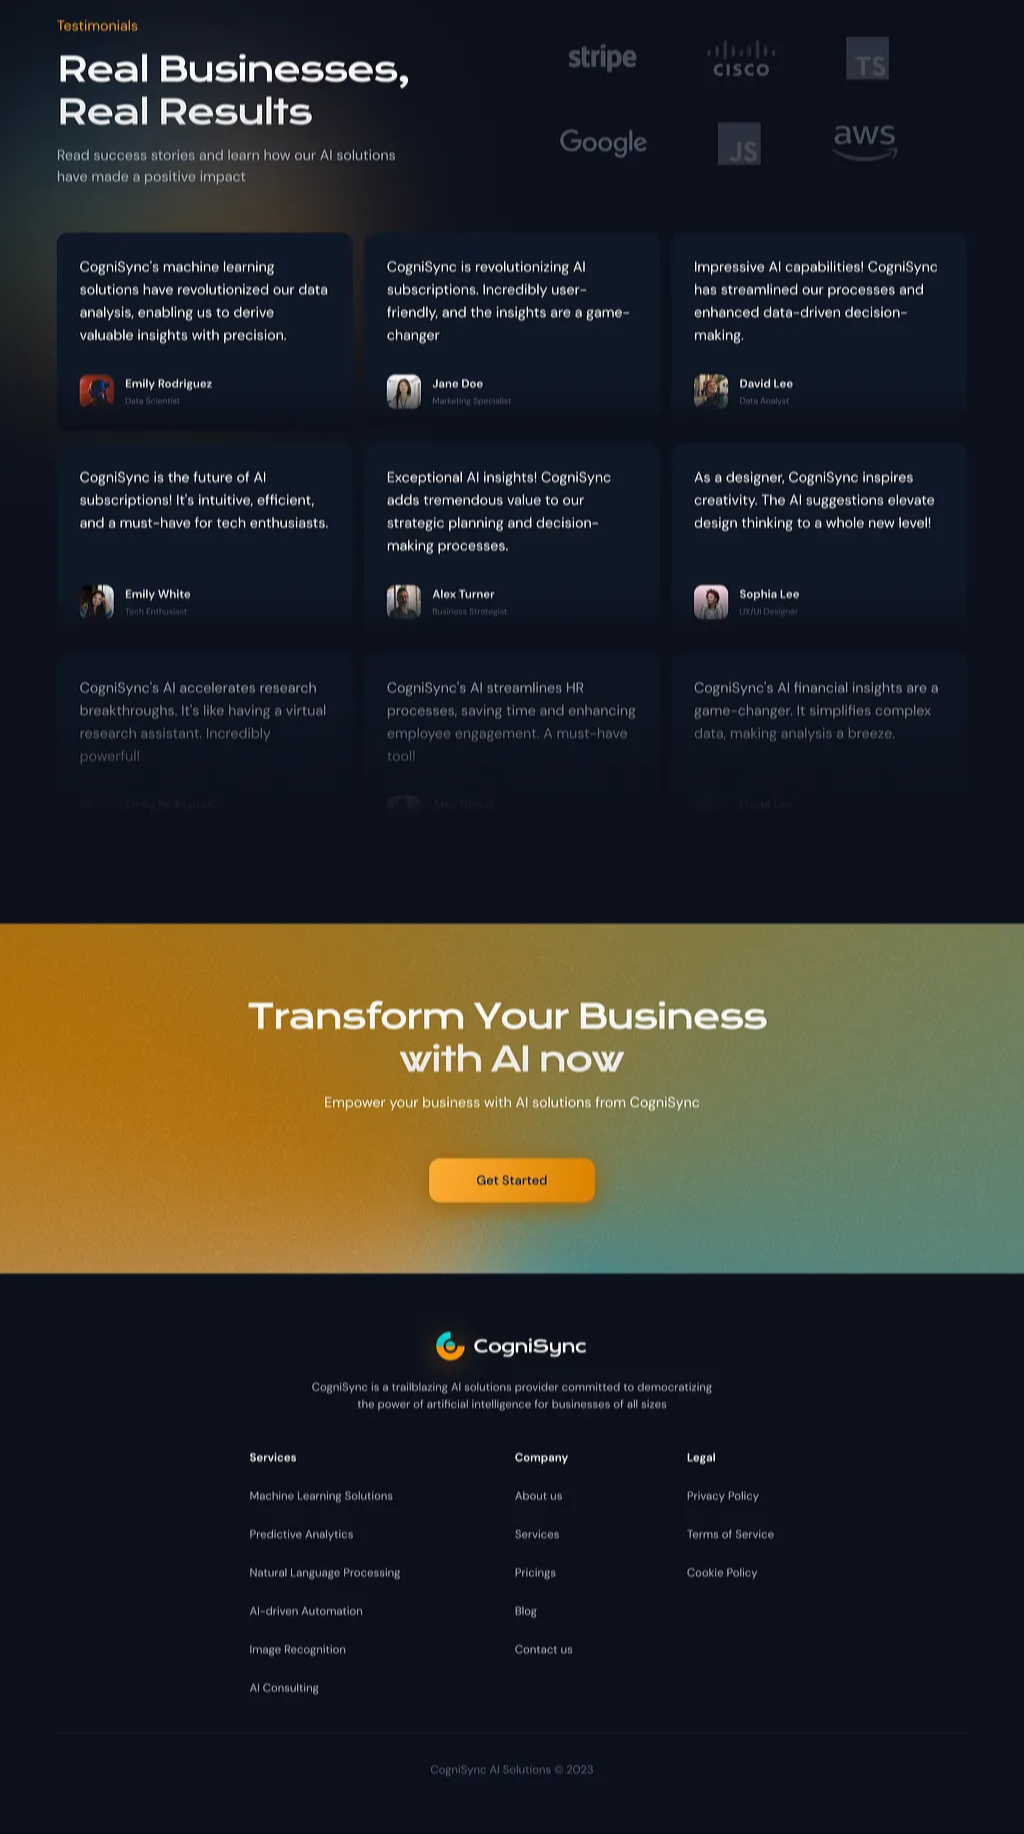 Testimonials
Real Businesses,
Real Results
Read success stories and learn how our AI solutions
have made a positive impact
stripe
CISCO
TS
Google
JS
aws
CogniSync's machine learning
solutions have revolutionized our data
analysis, enabling us to derive
valuable insights with precision.
Emily Rodriguez
Data Scientist
CogniSync is revolutionizing AI
subscriptions. Incredibly user-
friendly, and the insights are a game-
changer
Jane Doe
Marketing Specialist
Impressive AI capabilities! CogniSync
has streamlined our processes and
enhanced data-driven decision-
making.
David Lee
Data Analyst
CogniSync is the future of AI
subscriptions! It's intuitive, efficient,
and a must-have for tech enthusiasts.
Emily White
Tech Enthusiast
Exceptional AI insights! CogniSync
adds tremendous value to our
strategic planning and decision-
making processes.
Alex Turner
Business Strategist
As a designer, CogniSync inspires
creativity. The AI suggestions elevate
design thinking to a whole new level!
Sophia Lee
UX/UI Designer
CogniSync's AI accelerates research
breakthroughs. It's like having a virtual
research assistant. Incredibly
powerful!
Emily Rodriguez
CogniSync's AI streamlines HR
processes, saving time and enhancing
employee engagement. A must-have
tool!
Alex Turner
CogniSync's AI financial insights are a
game-changer. It simplifies complex
data, making analysis a breeze.
David Lee
Transform Your Business
with AI now
Empower your business with AI solutions from CogniSync
Get Started
CogniSync
CogniSync is a trailblazing AI solutions provider committed to democratizing
the power of artificial intelligence for businesses of all sizes
Services
Machine Learning Solutions
Predictive Analytics
Natural Language Processing
AI-driven Automation
Image Recognition
AI Consulting
Company
About us
Services
Pricings
Blog
Contact us
Legal
Privacy Policy
Terms of Service
Cookie Policy
CogniSync AI Solutions © 2023